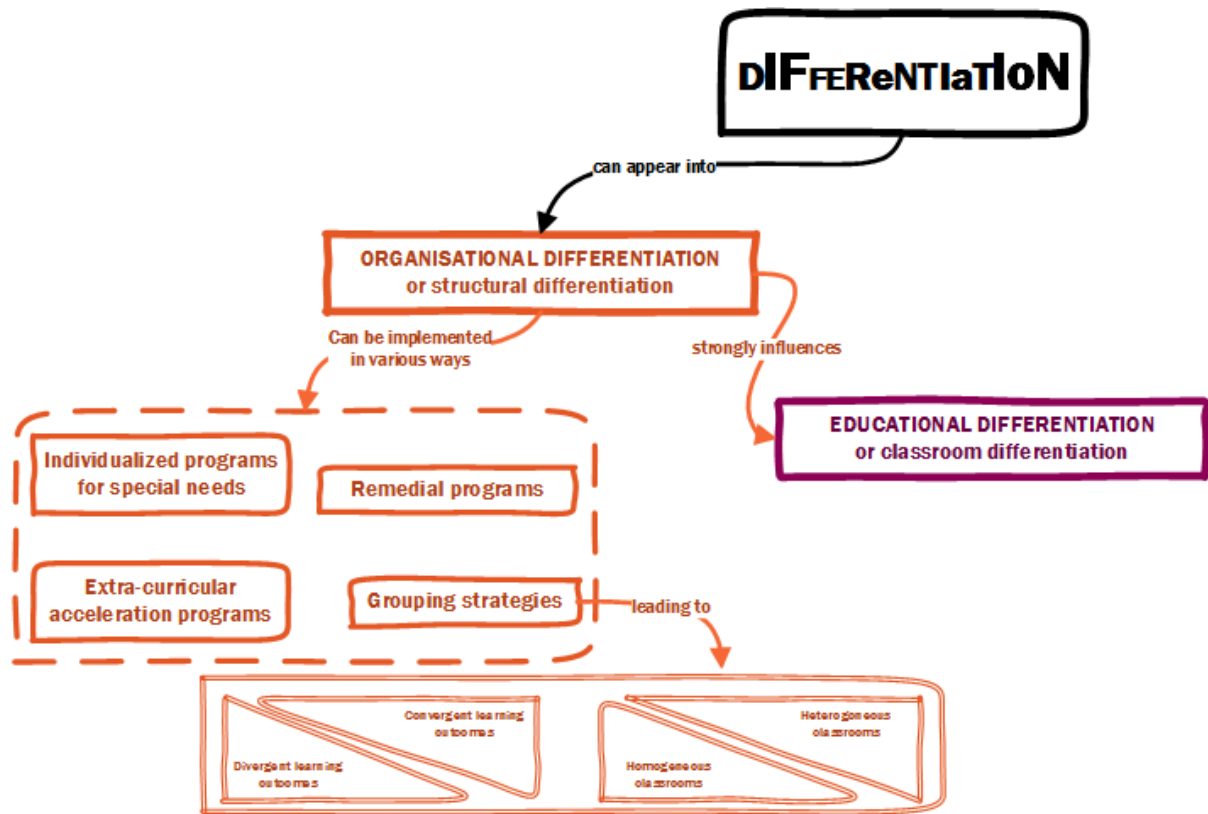 DIFFEReNTIaTIoN
can appear into
ORGANISATIONAL DIFFERENTIATION
or structural differentiation
Can be implemented
in various ways
strongly influences
EDUCATIONAL DIFFERENTIATION
or classroom differentiation
Individualized programs
for special needs
Remedial programs
Extra-curricular
acceleration programs
Grouping strategies
leading to
Convergent learning
outcomes
Divergent learning
outcomes
Heterogneous
classrooms
Homogeneous
classrooms